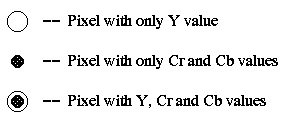 -- Pixel with only Y value
-- Pixel with only Cr and Cb values
-- Pixel with Y, Cr and Cb values